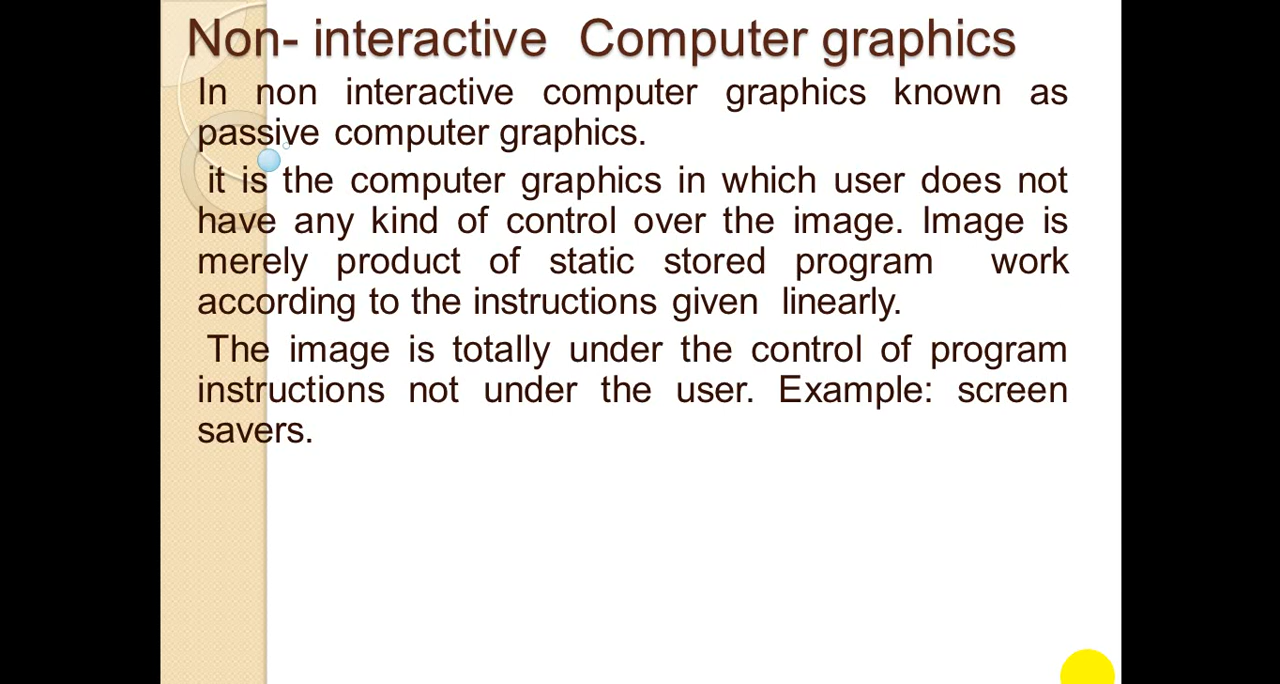 Non- interactive  Computer graphics
In non interactive computer graphics known as
passive computer graphics.
it is the computer graphics in which user does not
have any kind of control over the image. Image is
merely product of static stored program  work
according to the instructions given  linearly.
The image is totally under the control of program
instructions not under the user. Example: screen
savers.